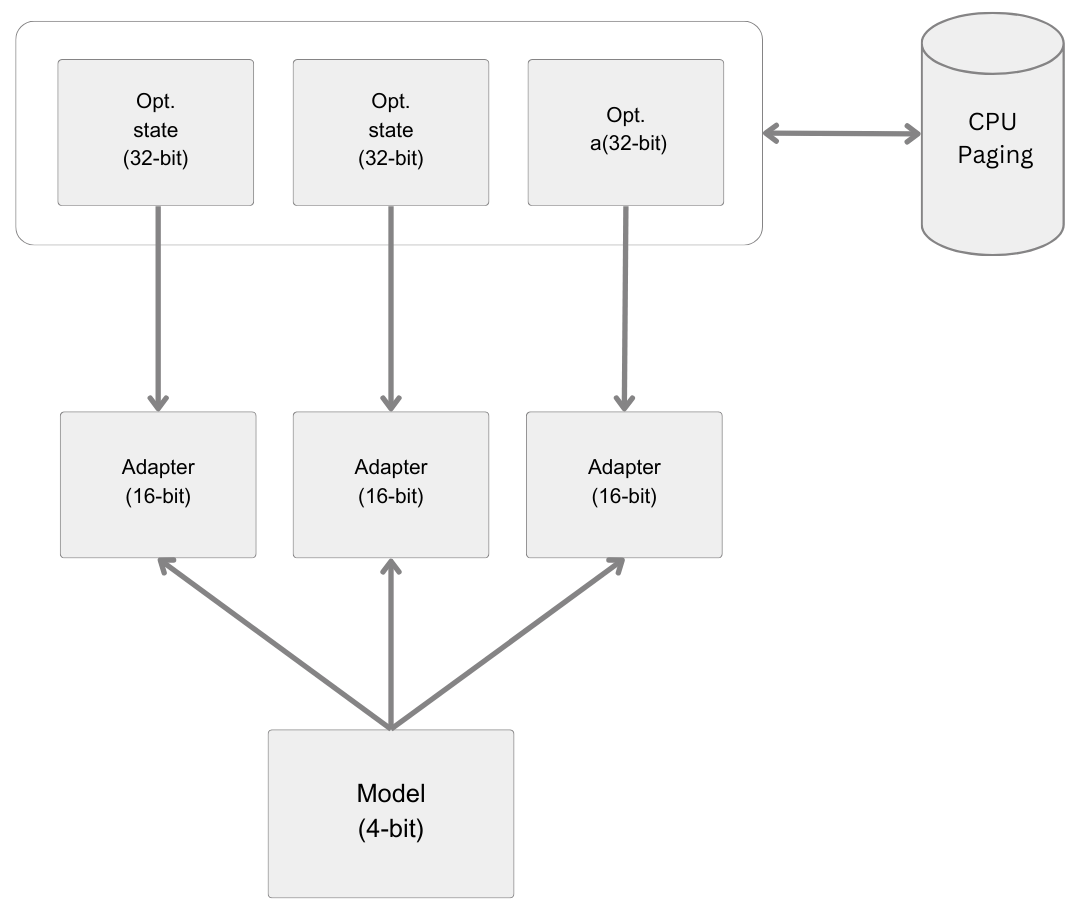 Opt.
state
(32-bit)
Opt.
state
(32-bit)
Opt.
a(32-bit)
CPU
Paging
Adapter
(16-bit)
Adapter
(16-bit)
Adapter
(16-bit)
Model
(4-bit)